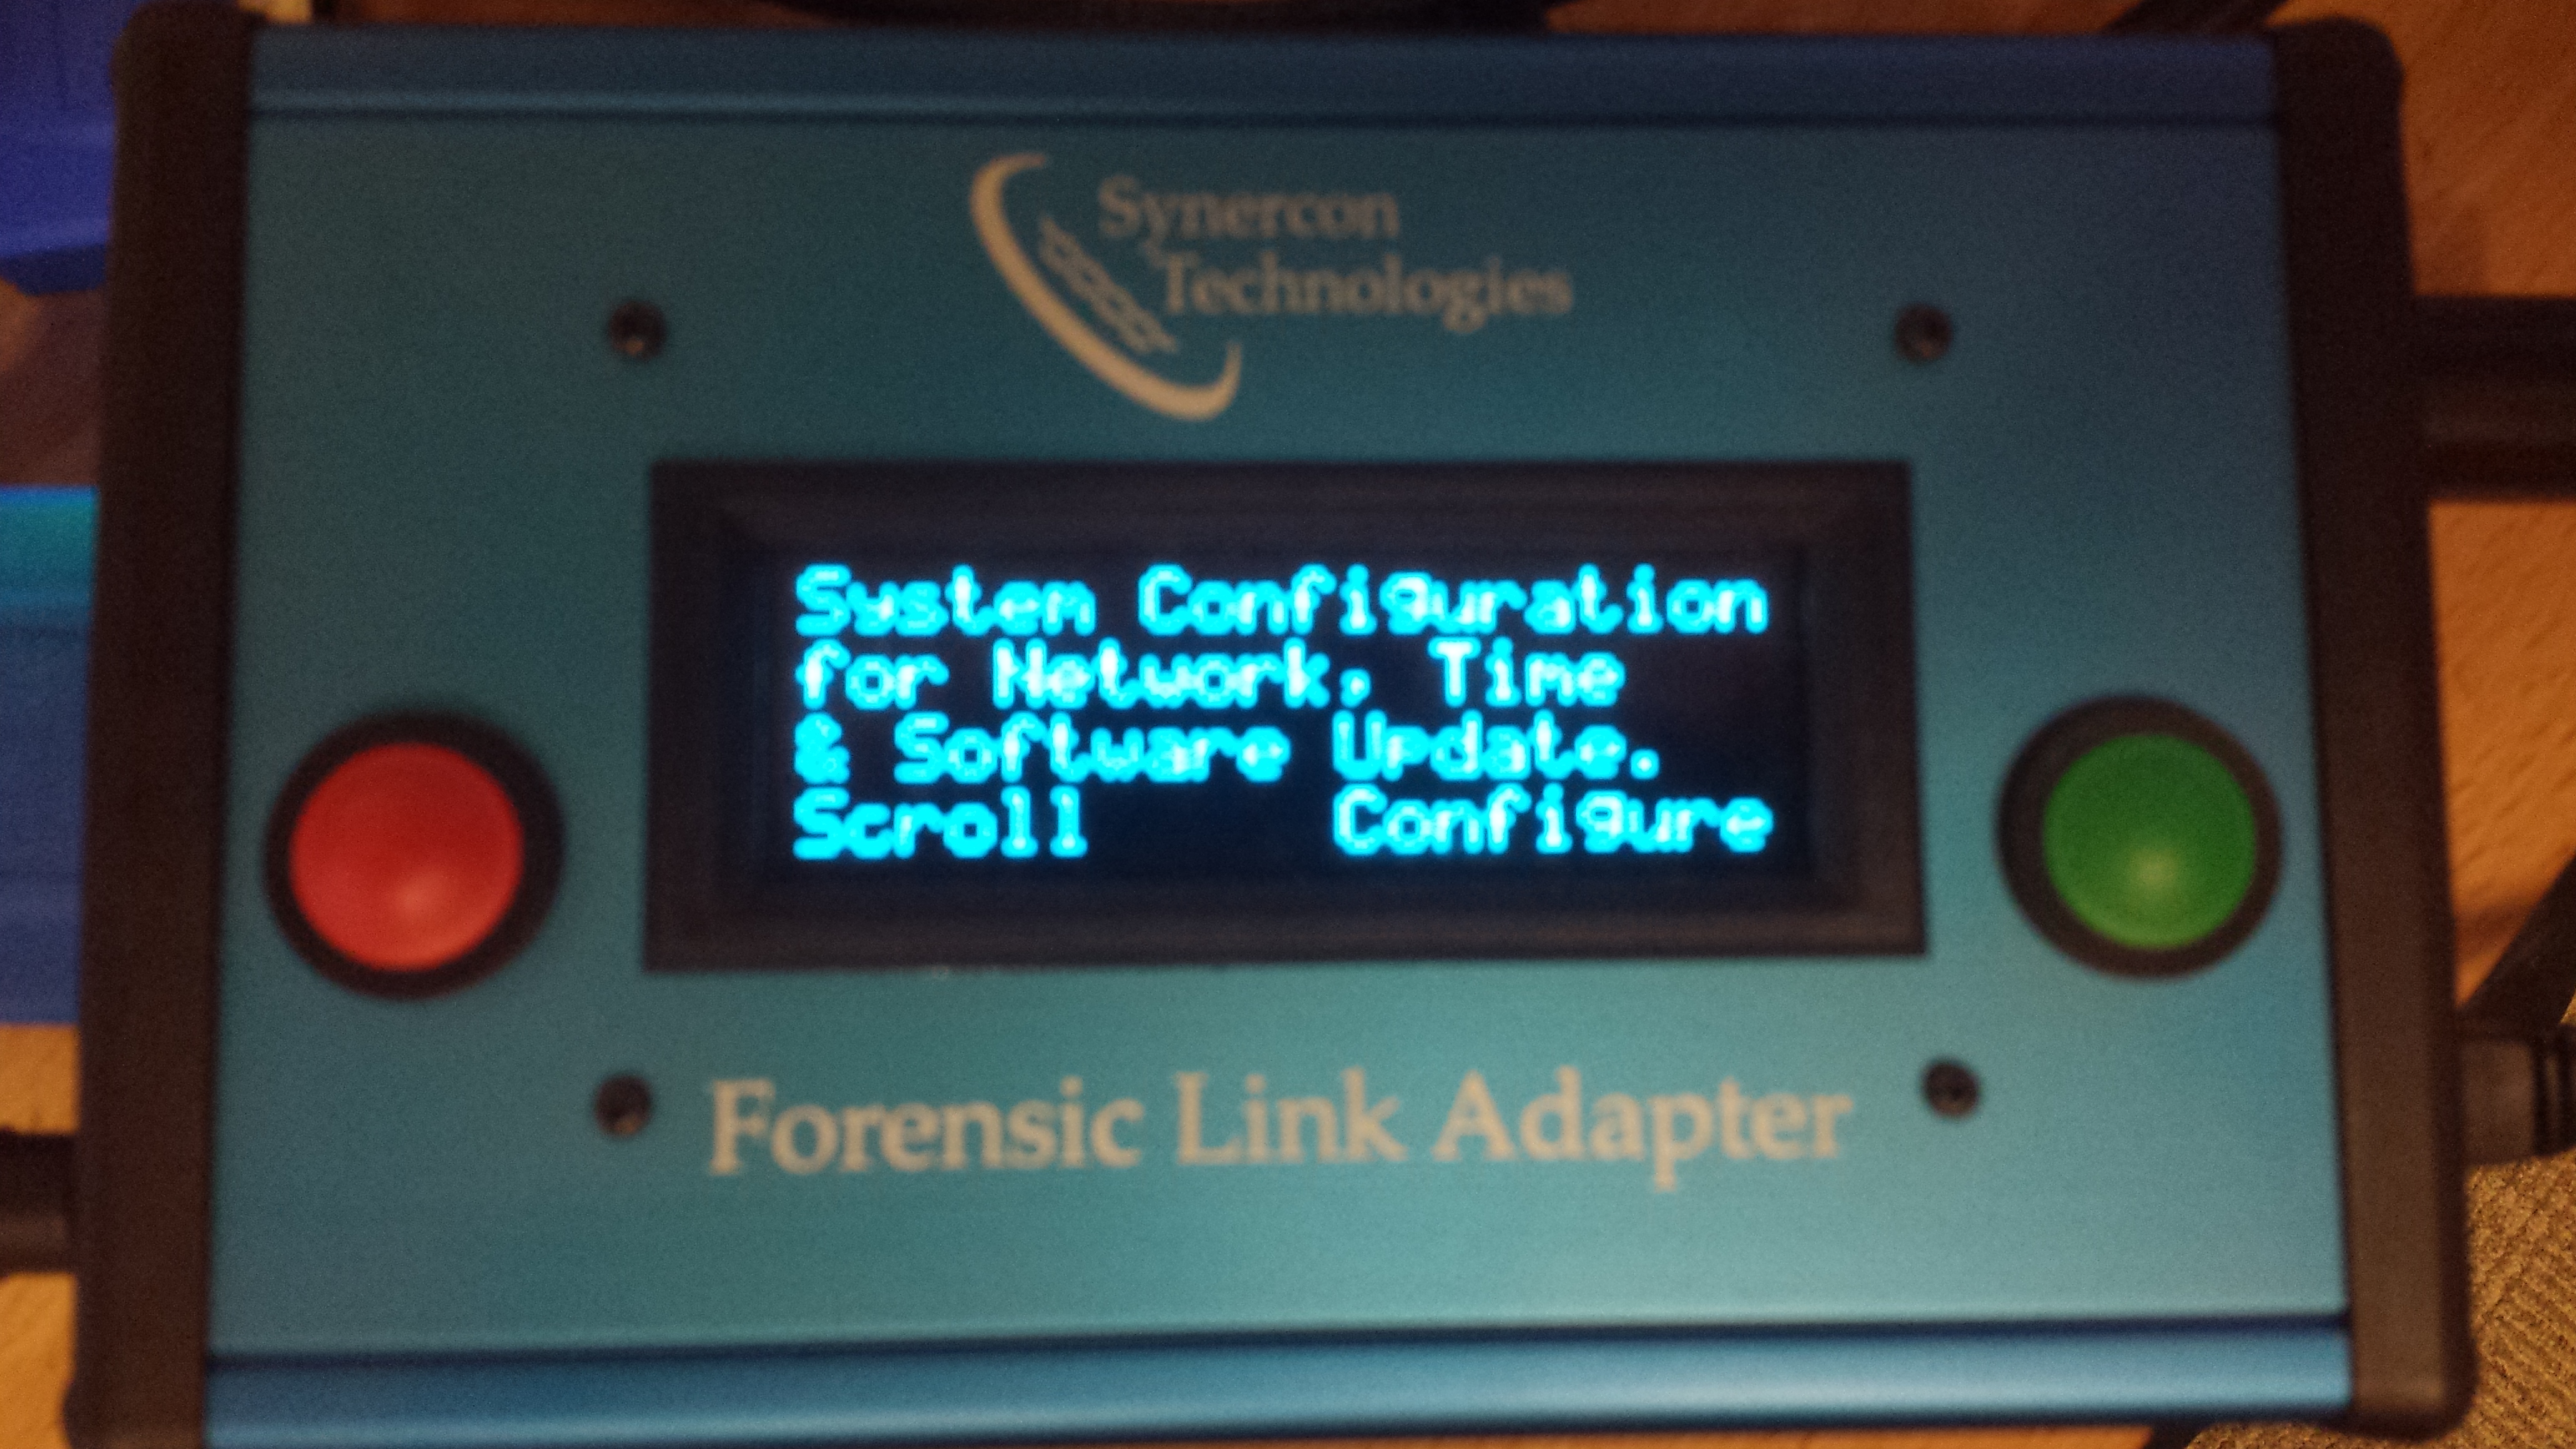 Synercon
Technologies
System Configuration
for Network, Time
& Software Update.
Scroll Configure
Forensic Link Adapter